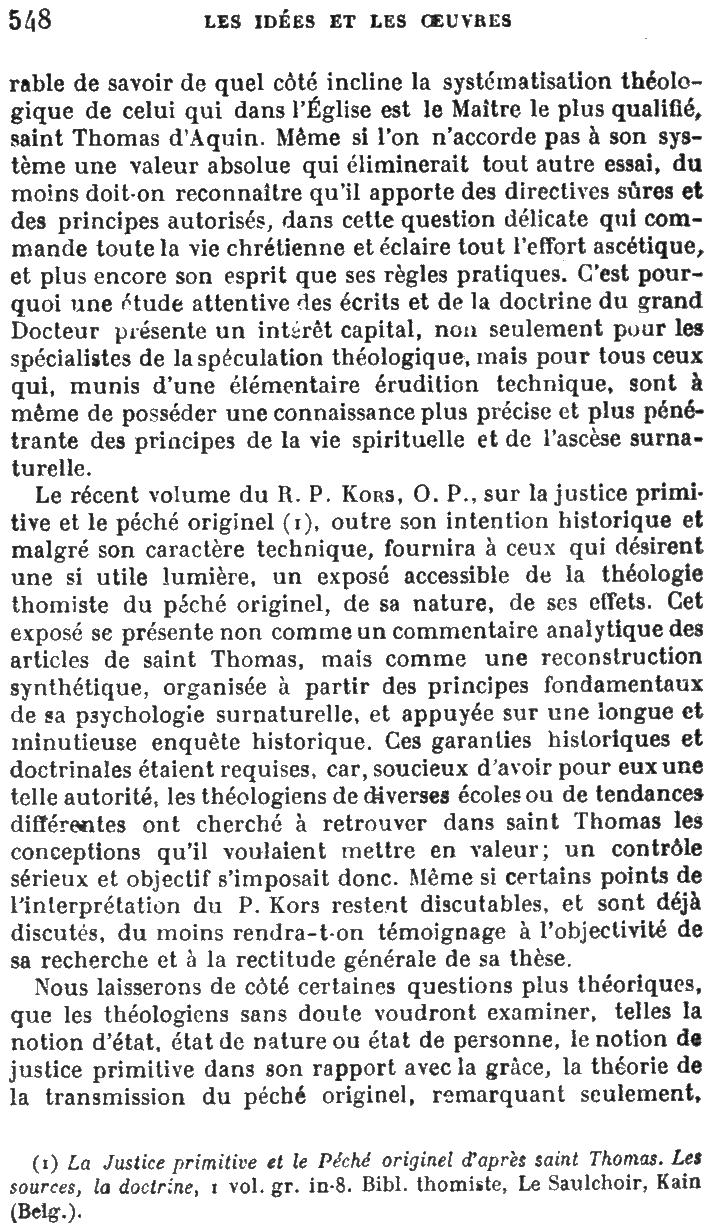 548 LES IDÉES ET LES ŒUVRES
rable de savoir de quel côté incline la systématisation théolo-
gique de celui qui dans l'Église est le Maître le plus qualifié,
saint Thomas d'Aquin. Même si l'on n'accorde pas à son sys-
tème une valeur absolue qui éliminerait tout autre essai, du
moins doit-on reconnaître qu'il apporte des directives sûres et
des principes autorisés, dans cette question délicate qui com-
mande toute la vie chrétienne et éclaire tout l'effort ascétique,
et plus encore son esprit que ses règles pratiques. C'est pour-
quoi une étude attentive des écrits et de la doctrine du grand
Docteur présente un intérêt capital, non seulement pour les
spécialistes de la spéculation théologique, mais pour tous ceux
qui, munis d'une élémentaire érudition technique, sont à
même de posséder une connaissance plus précise et plus péné-
trante des principes de la vie spirituelle et de l'ascèse surna-
turelle.
Le récent volume du R. P. KORS, O. P., sur la justice primi-
tive et le péché originel (1), outre son intention historique et
malgré son caractère technique, fournira à ceux qui désirent
une si utile lumière, un exposé accessible de la théologie
thomiste du péché originel, de sa nature, de ses effets. Cet
exposé se présente non comme un commentaire analytique des
articles de saint Thomas, mais comme une reconstruction
synthétique, organisée à partir des principes fondamentaux
de sa psychologie surnaturelle, et appuyée sur une longue et
minutieuse enquête historique. Ces garanties historiques et
doctrinales étaient requises, car, soucieux d'avoir pour eux une
telle autorité, les théologiens de diverses écoles ou de tendances
différentes ont cherché à retrouver dans saint Thomas les
conceptions qu'il voulaient mettre en valeur; un contrôle
sérieux et objectif s'imposait donc. Même si certains points de
l'interprétation du P. Kors restent discutables, et sont déjà
discutés, du moins rendra-t-on témoignage à l'objectivité de
sa recherche et à la rectitude générale de sa thèse.
Nous laisserons de côté certaines questions plus théoriques,
que les théologiens sans doute voudront examiner, telles la
notion d'état, état de nature ou état de personne, le notion de
justice primitive dans son rapport avec la grâce, la théorie de
la transmission du péché originel, remarquant seulement,
(1) La Justice primitive et le Péché originel d'après saint Thomas. Les
sources, la doctrine, 1 vol. gr. in-8. Bibl. thomiste, Le Saulchoir, Kain
(Belg.).